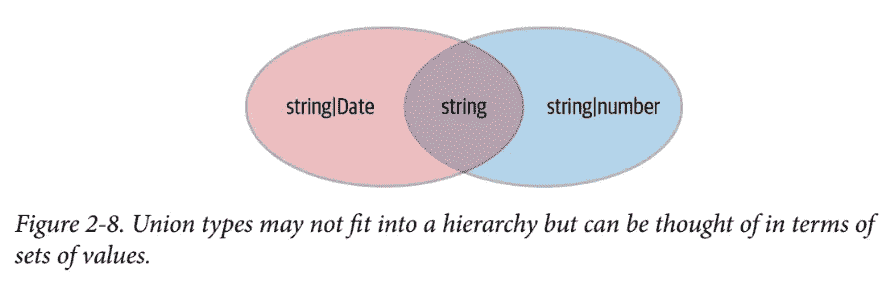 string|Date string string|number
Figure 2-8. Union types may not fit into a hierarchy but can be thought of in terms of
sets of values.